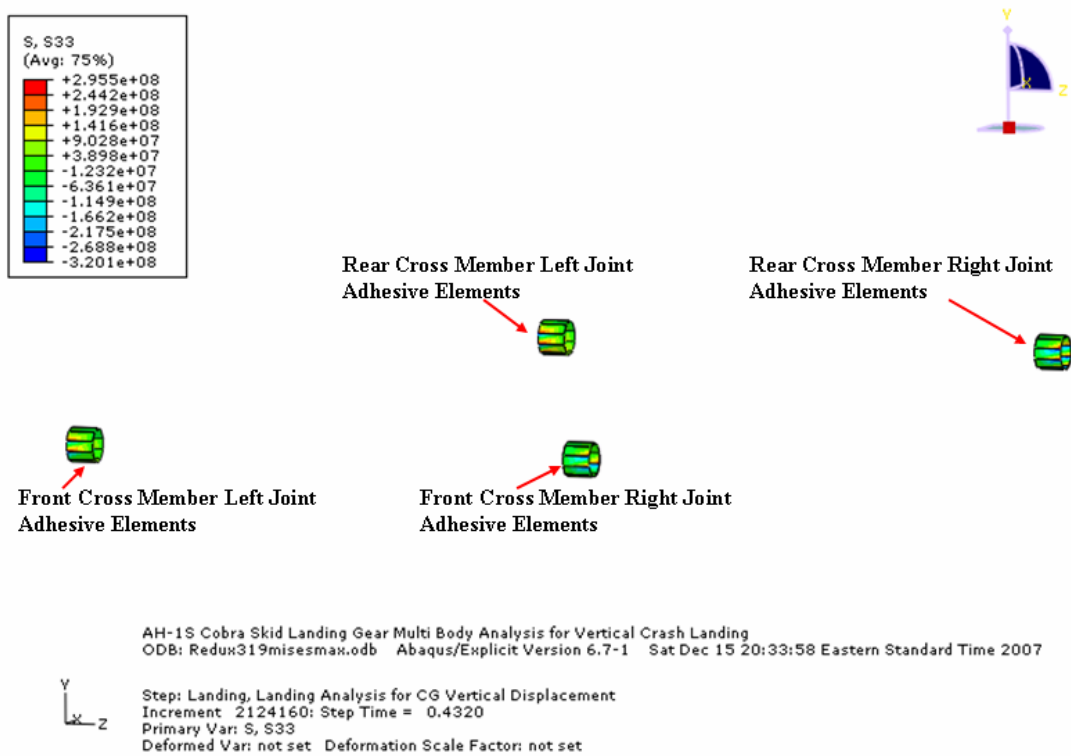 S, S33
(Avg: 75%)
+2.955e+08
+2.442e+08
+1.929e+08
+1.416e+08
+9.028e+07
+3.898e+07
-1.232e+07
-6.361e+07
-1.149e+08
-1.662e+08
-2.175e+08
-2.688e+08
-3.201e+08
Y
X
Z
Rear Cross Member Left Joint
Adhesive Elements
Rear Cross Member Right Joint
Adhesive Elements
Front Cross Member Left Joint
Adhesive Elements
Front Cross Member Right Joint
Adhesive Elements
AH-1S Cobra Skid Landing Gear Multi Body Analysis for Vertical Crash Landing
ODB: Redux319misesmax.odb Abaqus/Explicit Version 6.7-1 Sat Dec 15 20:33:58 Eastern Standard Time 2007
Y
X
Z
Step: Landing, Landing Analysis for CG Vertical Displacement
Increment 2124160: Step Time = 0.4320
Primary Var: S, S33
Deformed Var: not set Deformation Scale Factor: not set